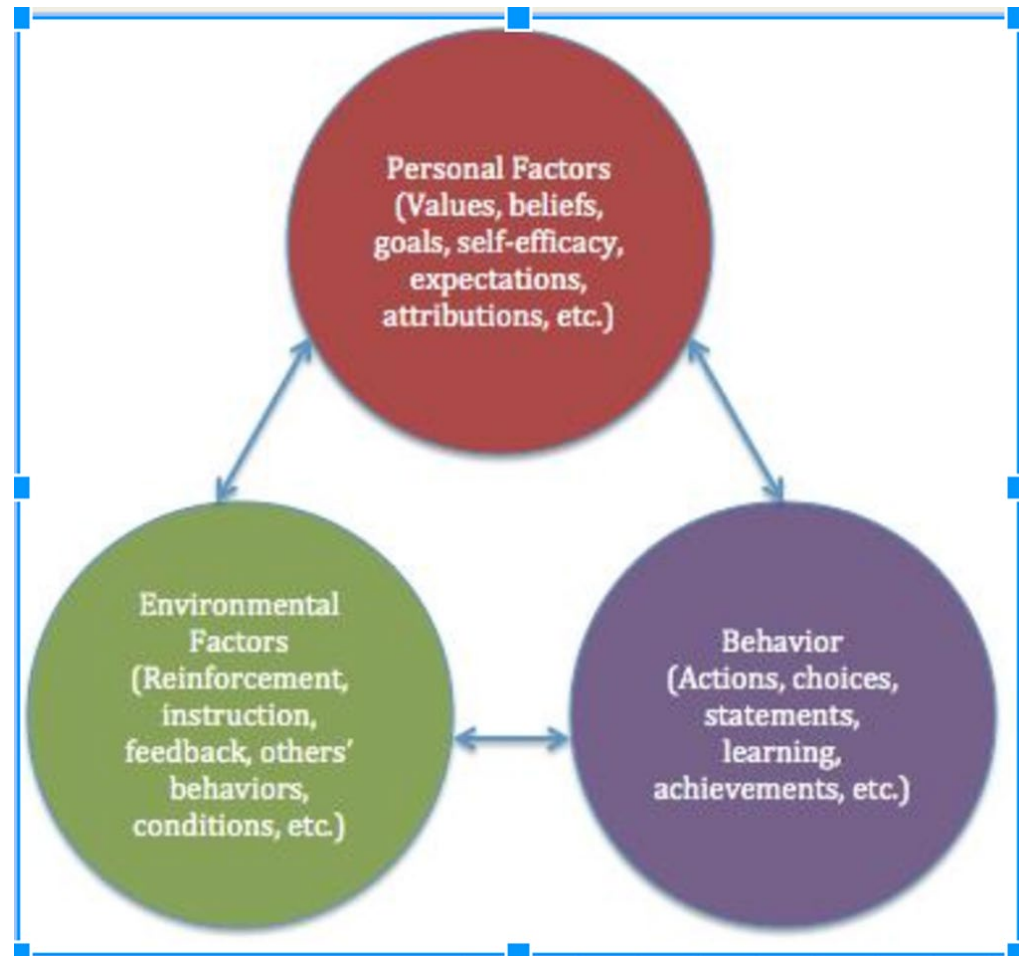 Personal Factors
(Values, beliefs,
goals, self-efficacy,
expectations,
attributions, etc.)
Environmental
Factors
(Reinforcement,
instruction,
feedback, others'
behaviors,
conditions, etc.)
Behavior
(Actions, choices,
statements,
learning,
achievements, etc.)